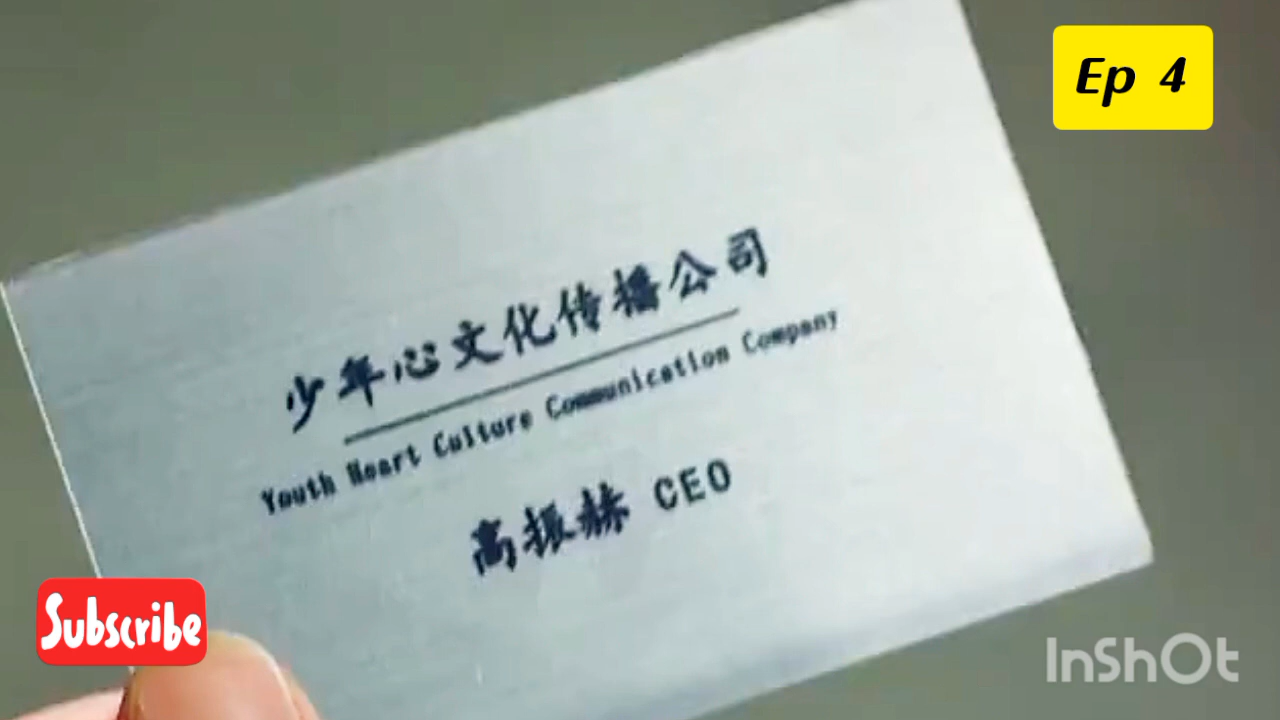 Ep 4
少年心文化传播公司
Youth Heart Culture Communication Company
高振赫 CEO
Subscribe
InShOt